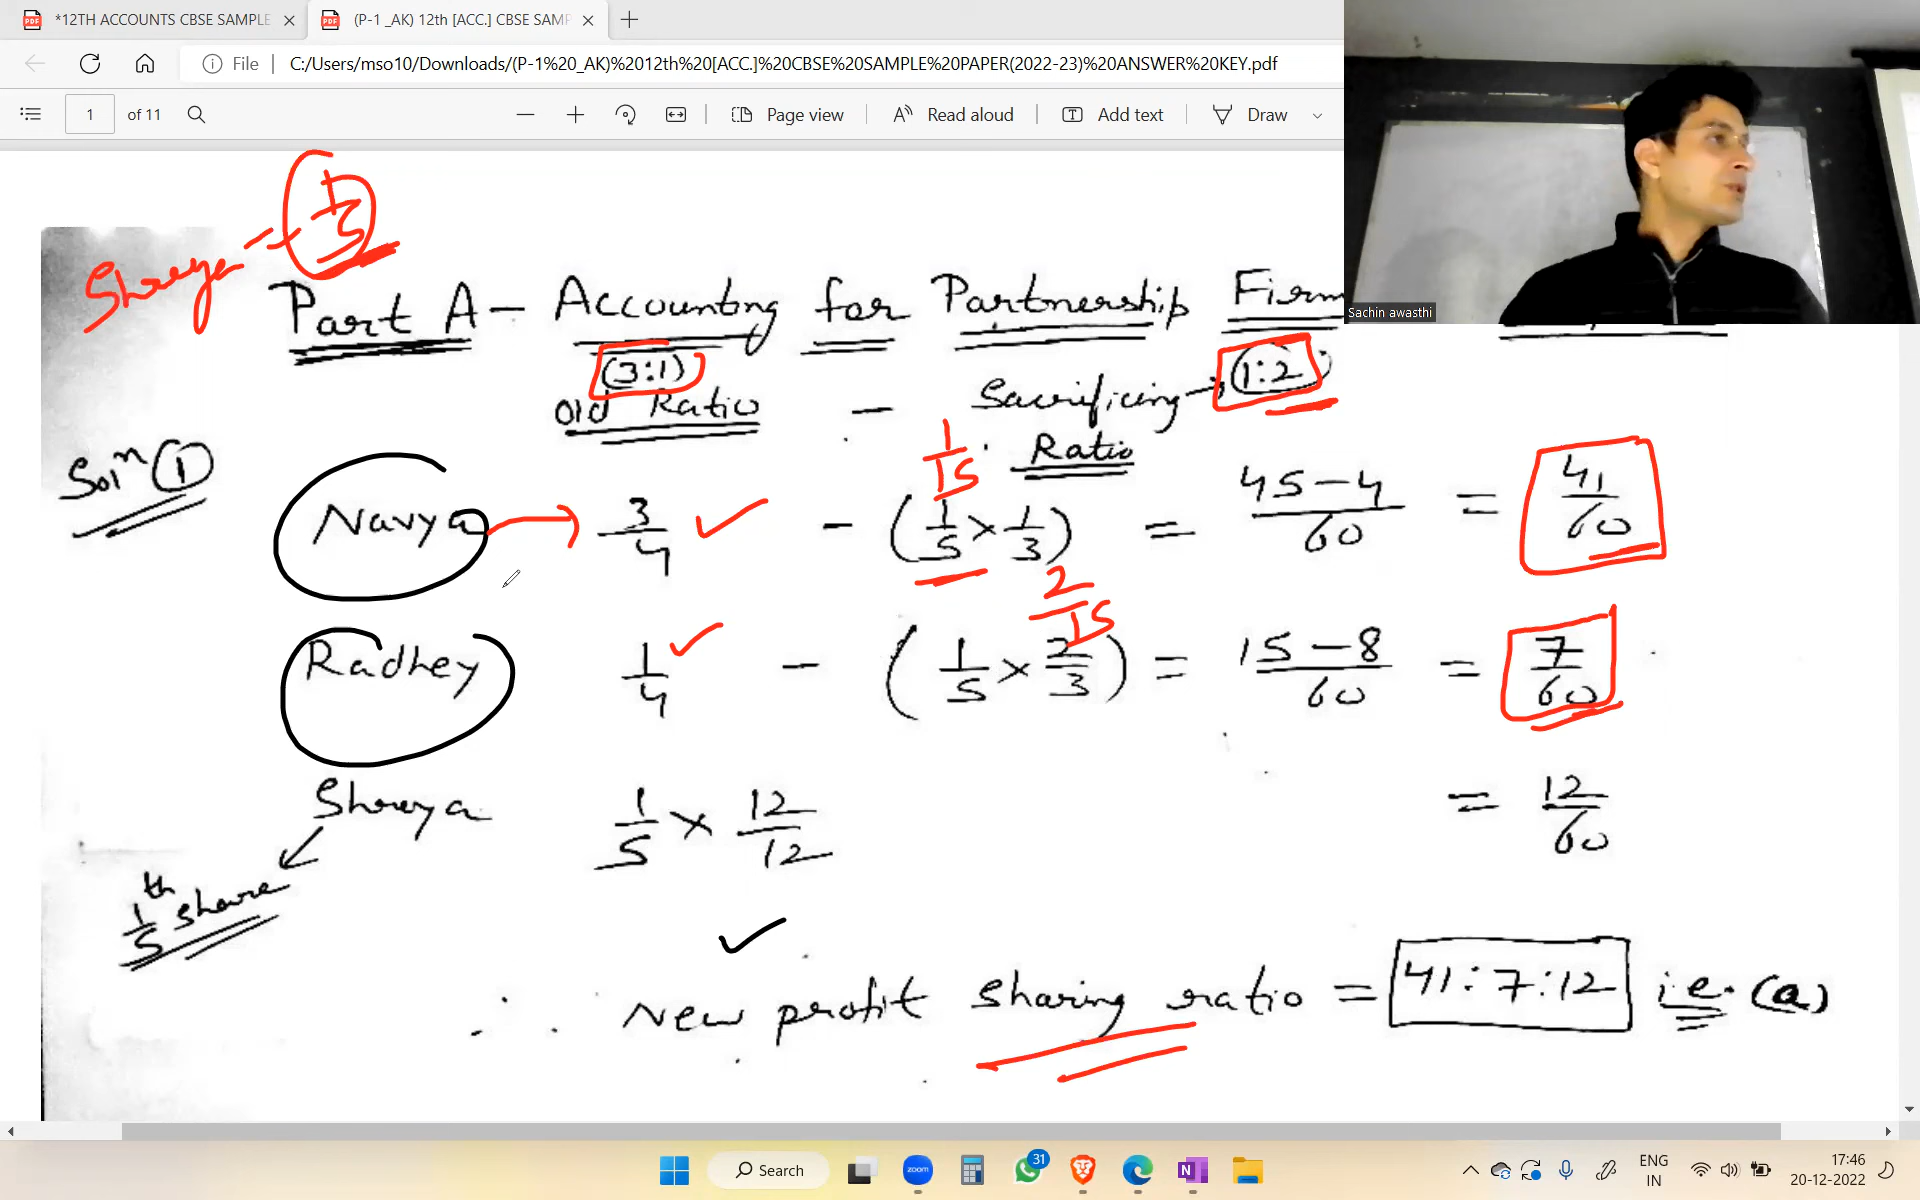 *12TH ACCOUNTS CBSE SAMPLE
(P-1 _AK) 12th [ACC.] CBSE SAMP
File
C:/Users/mso10/Downloads/(P-1%20_AK)%2012th%20[ACC.]%20CBSE%20SAMPLE%20PAPER(2022-23)%20ANSWER%20KEY.pdf
1 of 11
Page view
Read aloud
Add text
Draw
Sachin awasthi
Shreya → 1/5
Part A - Accounting for Partnership Firm
(3:1) (1:2)
Old Ratio - Sacrificing Ratio
Solⁿ (1)
1/15
Navya → 3/4 - (1/5 × 1/3) = 45-4/60 = 41/60
2/15
Radhey 1/4 - (1/5 × 2/3) = 15-8/60 = 7/60
Shreya 1/5 × 12/12 = 12/60
1/5th share
∴ New profit sharing ratio = 41:7:12 i.e. (a)
Search
zoom
31
ENG
IN
17:46
20-12-2022